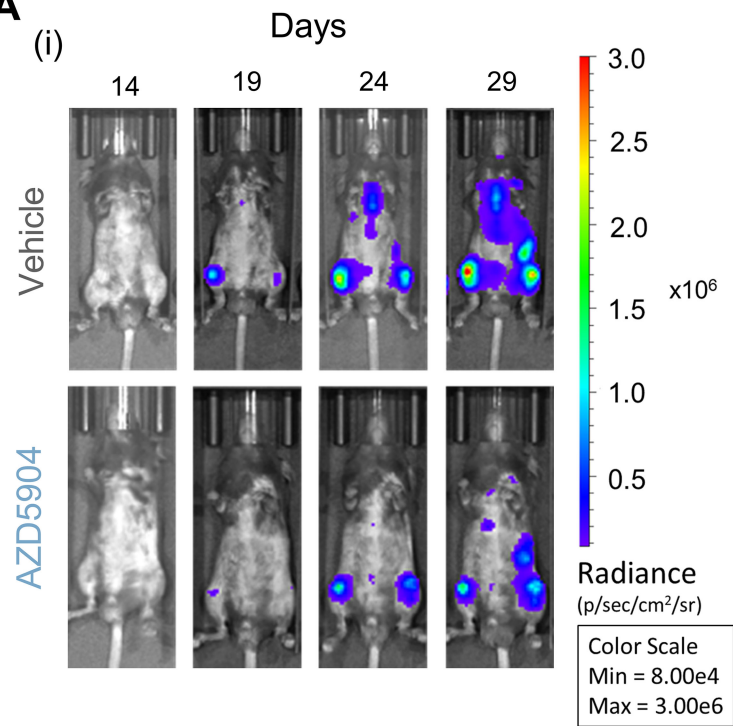 A
(i)
Days
14 19 24 29
Vehicle
AZD5904
3.0
2.5
2.0
1.5
1.0
0.5
x10⁶
Radiance
(p/sec/cm²/sr)
Color Scale
Min = 8.00e4
Max = 3.00e6